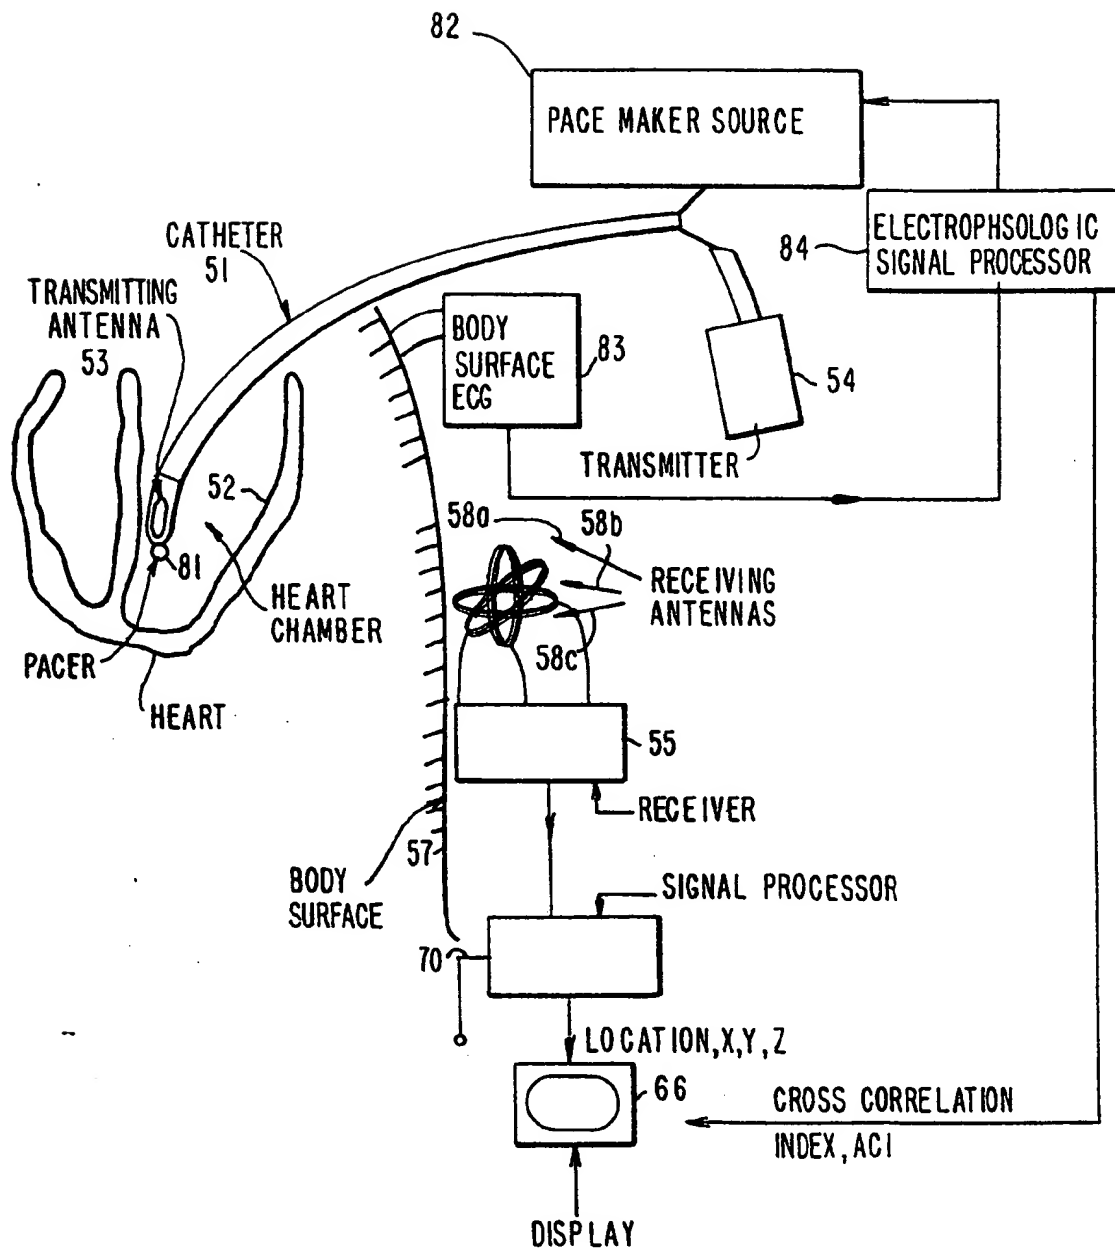 82
PACE MAKER SOURCE
CATHETER
51
84
ELECTROPHSOLOGIC
SIGNAL PROCESSOR
TRANSMITTING
ANTENNA
53
BODY
SURFACE
ECG
83
54
TRANSMITTER
52
58a
58b
81
RECEIVING
ANTENNAS
HEART
CHAMBER
58c
PACER
HEART
55
RECEIVER
57
BODY
SURFACE
SIGNAL PROCESSOR
70
LOCATION,X,Y,Z
66
CROSS CORRELATION
INDEX,ACI
DISPLAY